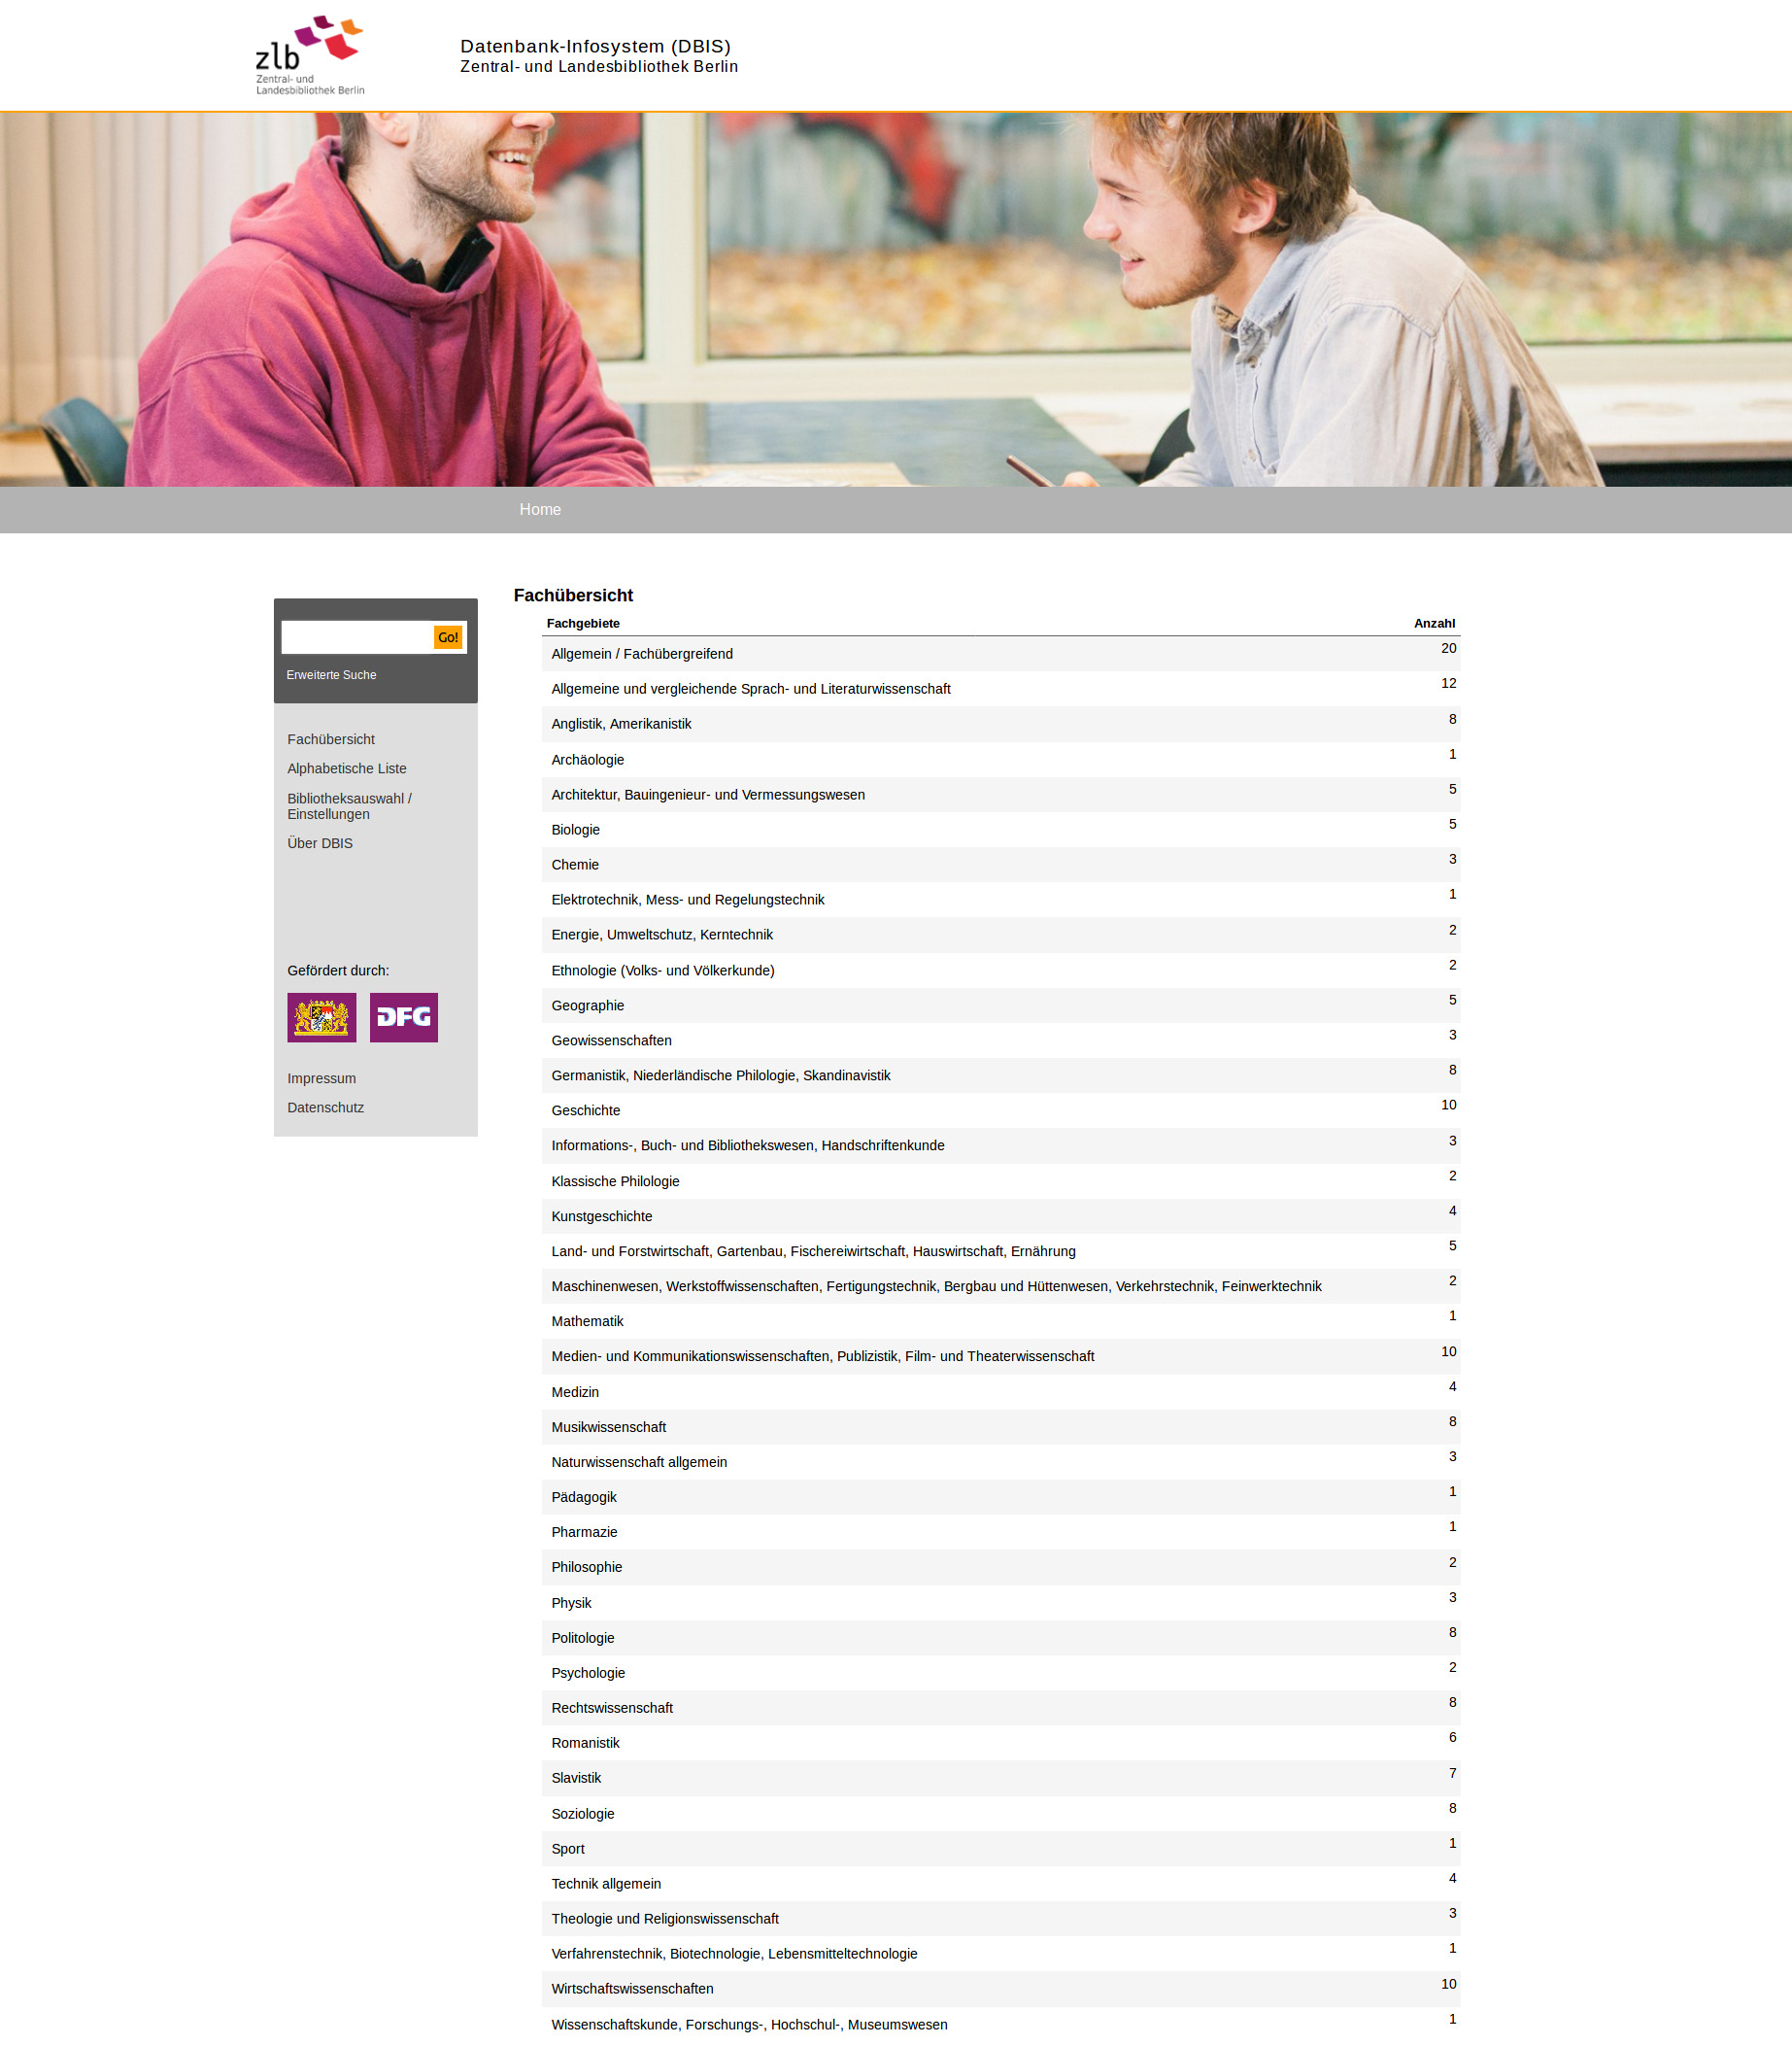 zlb
Zentral- und
Landesbibliothek Berlin
Datenbank-Infosystem (DBIS)
Zentral- und Landesbibliothek Berlin
Home
Go!
Erweiterte Suche
Fachübersicht
Alphabetische Liste
Bibliotheksauswahl /
Einstellungen
Über DBIS
Gefördert durch:
DFG
Impressum
Datenschutz
Fachübersicht
Fachgebiete Anzahl
Allgemein / Fachübergreifend 20
Allgemeine und vergleichende Sprach- und Literaturwissenschaft 12
Anglistik, Amerikanistik 8
Archäologie 1
Architektur, Bauingenieur- und Vermessungswesen 5
Biologie 5
Chemie 3
Elektrotechnik, Mess- und Regelungstechnik 1
Energie, Umweltschutz, Kerntechnik 2
Ethnologie (Volks- und Völkerkunde) 2
Geographie 5
Geowissenschaften 3
Germanistik, Niederländische Philologie, Skandinavistik 8
Geschichte 10
Informations-, Buch- und Bibliothekswesen, Handschriftenkunde 3
Klassische Philologie 2
Kunstgeschichte 4
Land- und Forstwirtschaft, Gartenbau, Fischereiwirtschaft, Hauswirtschaft, Ernährung 5
Maschinenwesen, Werkstoffwissenschaften, Fertigungstechnik, Bergbau und Hüttenwesen, Verkehrstechnik, Feinwerktechnik 2
Mathematik 1
Medien- und Kommunikationswissenschaften, Publizistik, Film- und Theaterwissenschaft 10
Medizin 4
Musikwissenschaft 8
Naturwissenschaft allgemein 3
Pädagogik 1
Pharmazie 1
Philosophie 2
Physik 3
Politologie 8
Psychologie 2
Rechtswissenschaft 8
Romanistik 6
Slavistik 7
Soziologie 8
Sport 1
Technik allgemein 4
Theologie und Religionswissenschaft 3
Verfahrenstechnik, Biotechnologie, Lebensmitteltechnologie 1
Wirtschaftswissenschaften 10
Wissenschaftskunde, Forschungs-, Hochschul-, Museumswesen 1